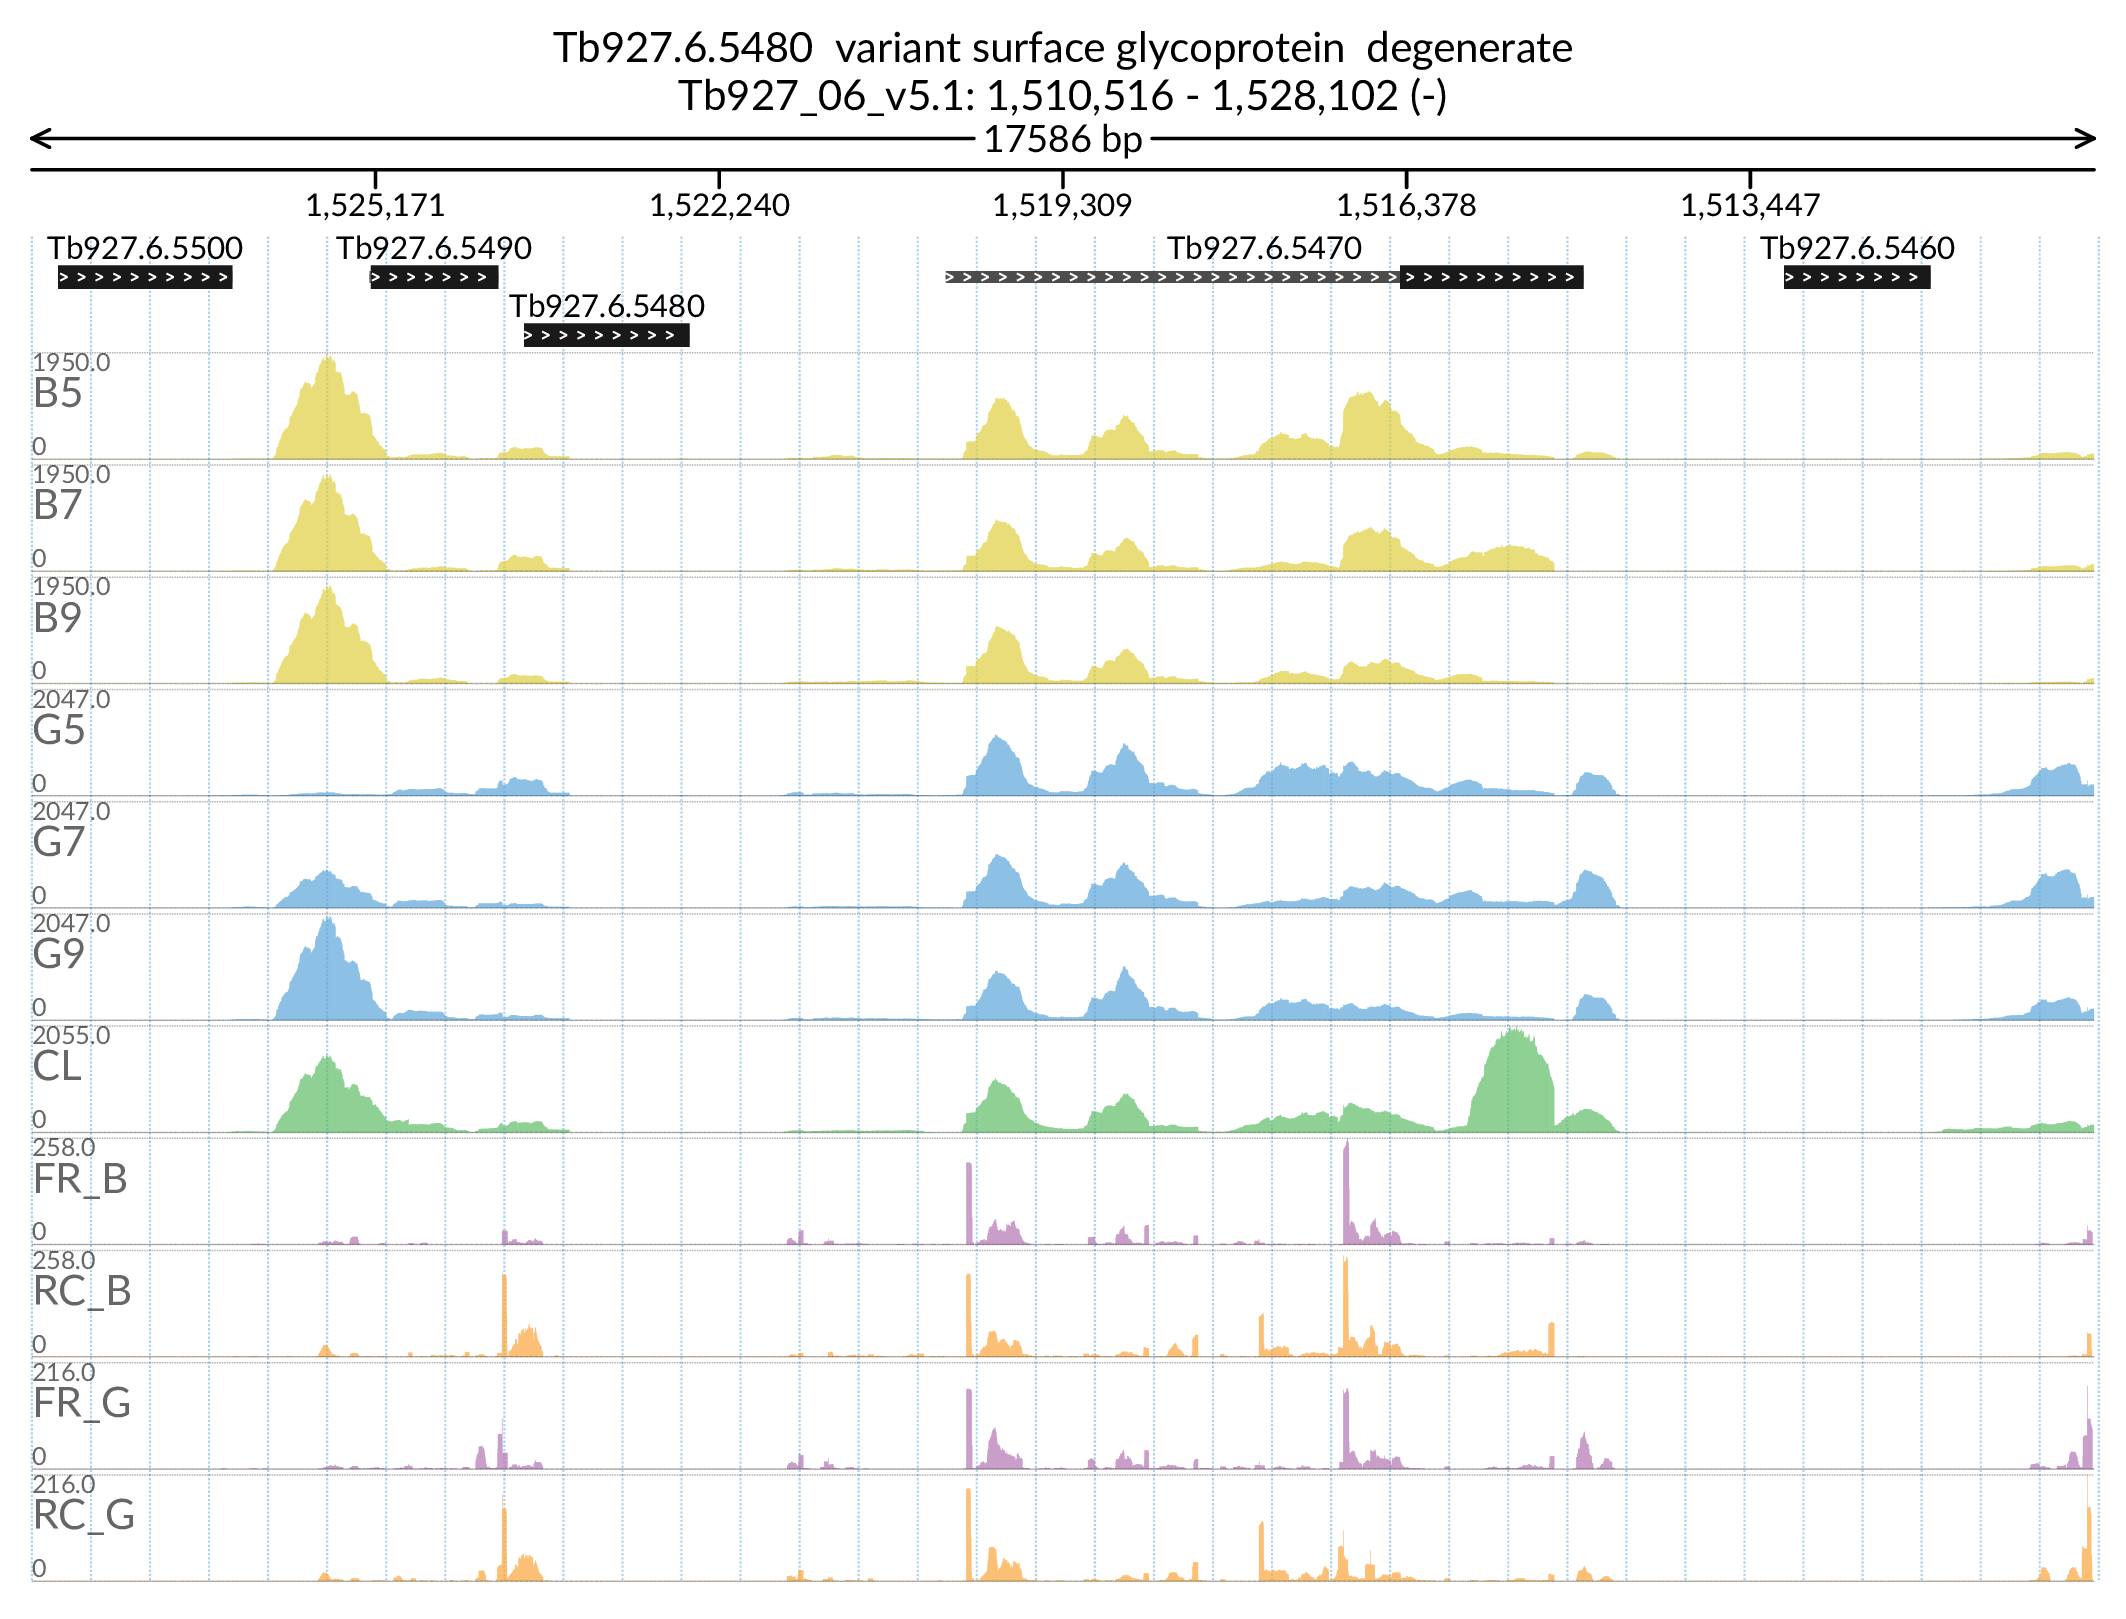 Tb927.6.5480  variant surface glycoprotein  degenerate
Tb927_06_v5.1: 1,510,516 - 1,528,102 (-)
17586 bp
1,525,171 1,522,240 1,519,309 1,516,378 1,513,447
Tb927.6.5500 Tb927.6.5490 Tb927.6.5470 Tb927.6.5460
Tb927.6.5480
1950.0
B5
0
1950.0
B7
0
1950.0
B9
0
2047.0
G5
0
2047.0
G7
0
2047.0
G9
0
2055.0
CL
0
258.0
FR_B
0
258.0
RC_B
0
216.0
FR_G
0
216.0
RC_G
0